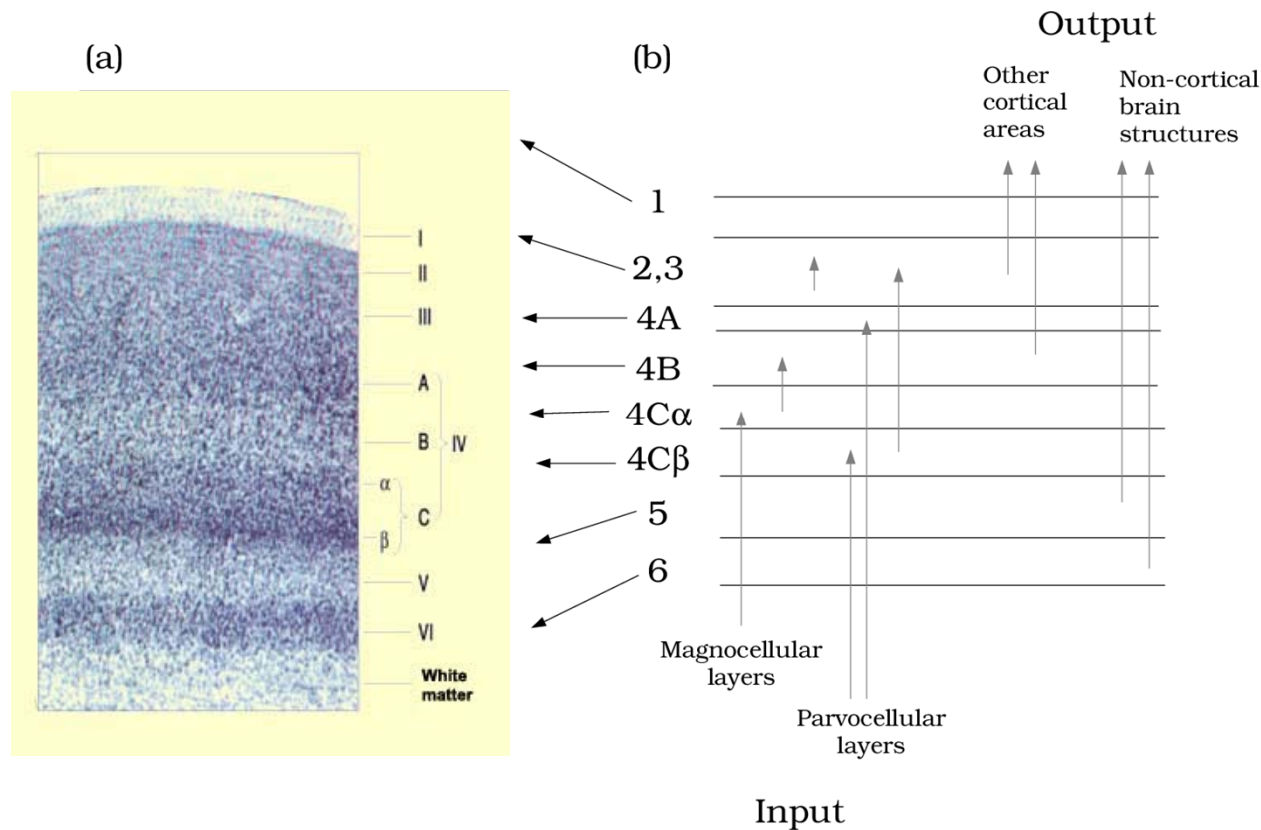 (a)
I
II
III
A
B
IV
α
C
β
V
VI
White
matter
(b)
1
2,3
4A
4B
4Cα
4Cβ
5
6
Output
Other
cortical
areas
Non-cortical
brain
structures
Magnocellular
layers
Parvocellular
layers
Input